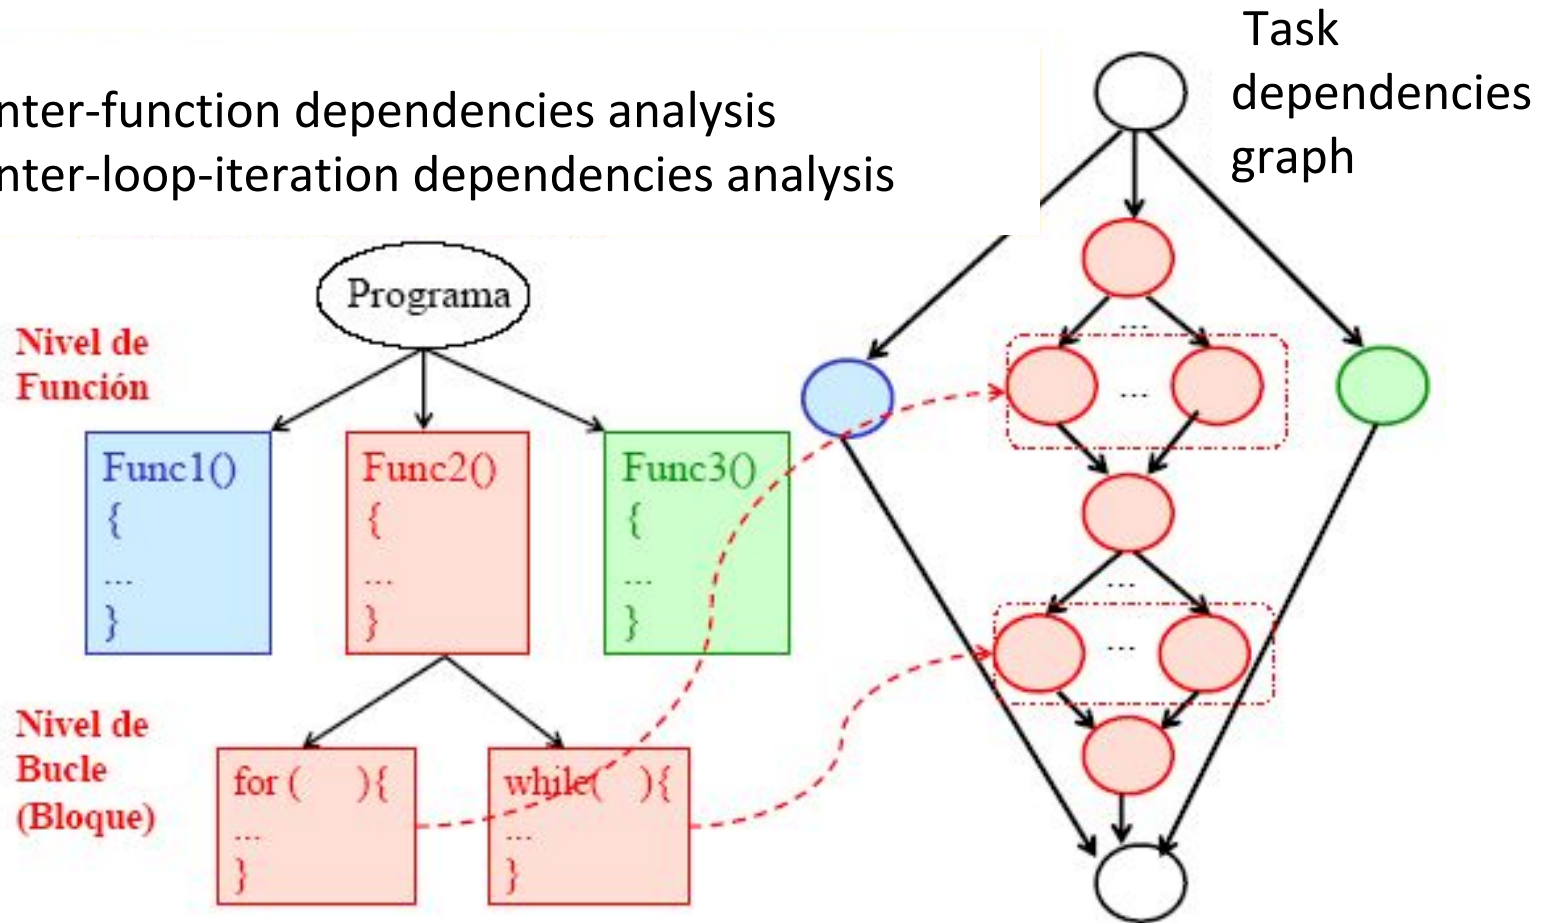 Task
dependencies
graph
nter-function dependencies analysis
nter-loop-iteration dependencies analysis
Programa
Nivel de
Función
Func1()
{
...
}
Func2()
{
...
}
Func3()
{
...
}
Nivel de
Bucle
(Bloque)
for ( ){
...
}
while( ){
...
}
...
...
...
...